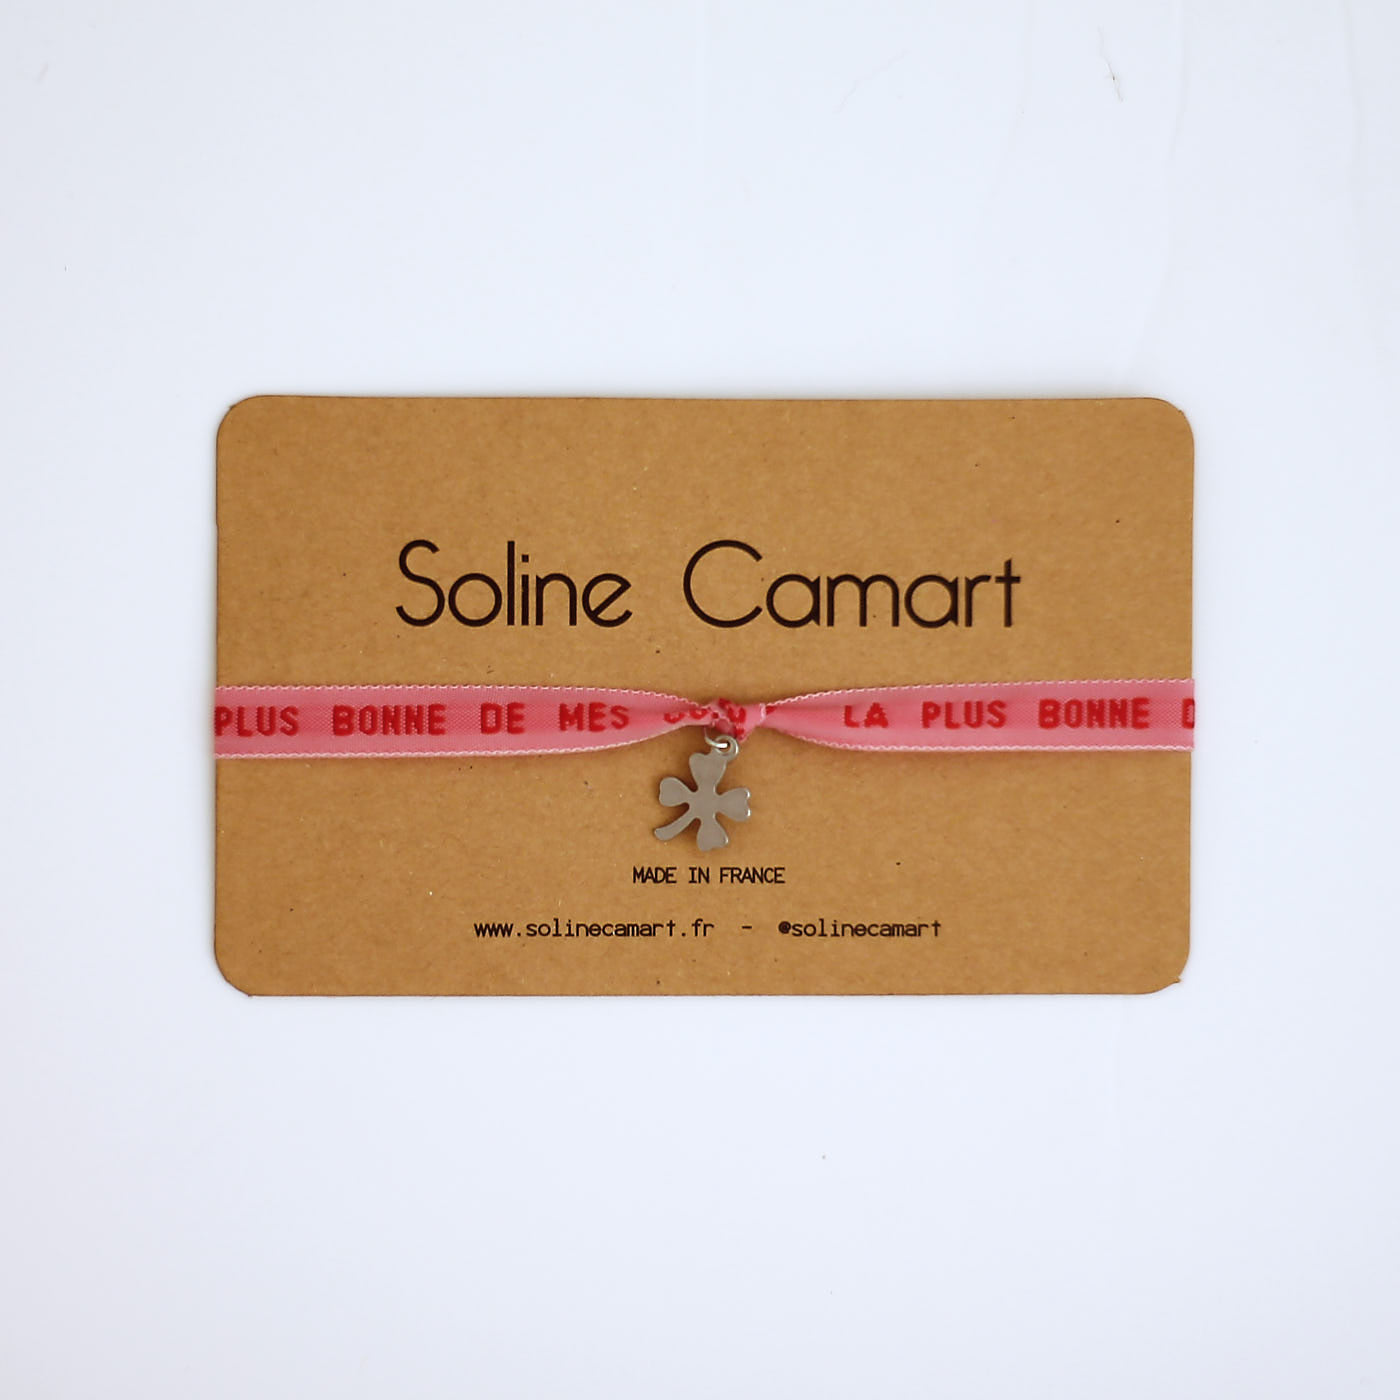 Soline Camart
PLUS BONNE DE MES LA PLUS BONNE
MADE IN FRANCE
www.solinecamart.fr - @solinecamart